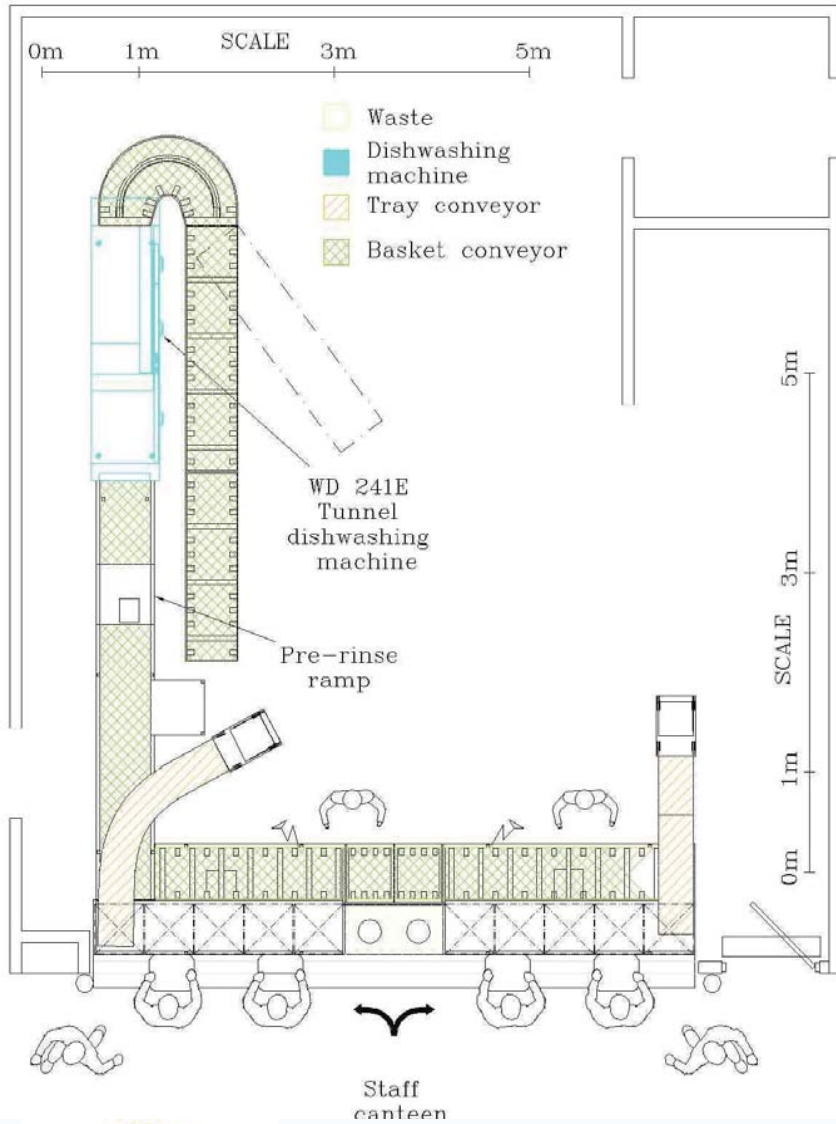 SCALE
0m 1m 3m 5m
Waste
Dishwashing
machine
Tray conveyor
Basket conveyor
5m
WD 241E
Tunnel
dishwashing
machine
3m
SCALE
Pre-rinse
ramp
1m
0m
Staff
canteen